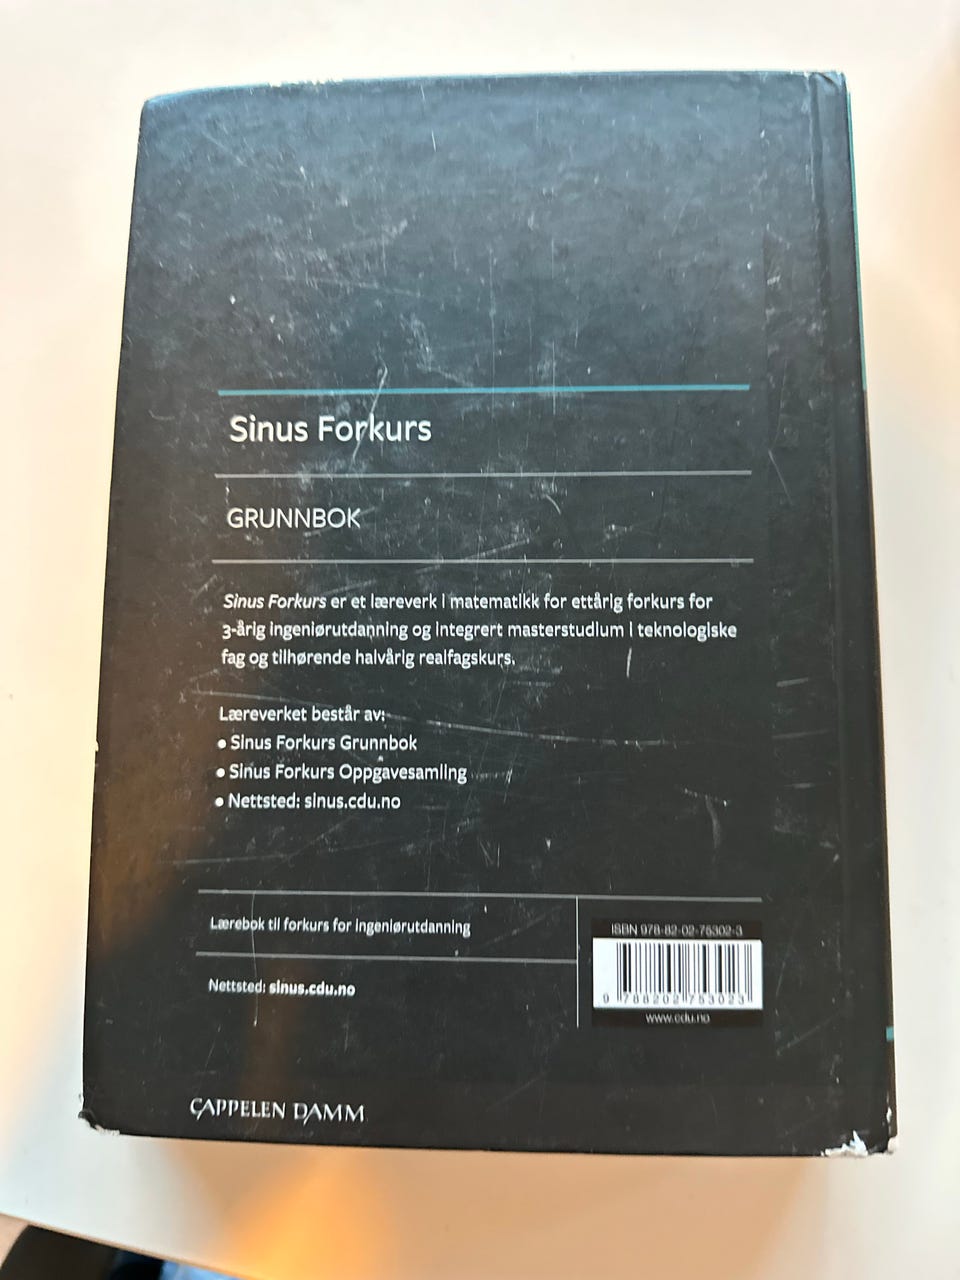 Sinus Forkurs
GRUNNBOK
Sinus Forkurs er et læreverk i matematikk for ettårig forkurs for
3-årig ingeniørutdanning og integrert masterstudium i teknologiske
fag og tilhørende halvårig realfagskurs.
Læreverket består av:
• Sinus Forkurs Grunnbok
• Sinus Forkurs Oppgavesamling
• Nettsted: sinus.cdu.no
Lærebok til forkurs for ingeniørutdanning
Nettsted: sinus.cdu.no
ISBN 978-82-02-75302-3
9 788202 753023
www.cdu.no
CAPPELEN DAMM